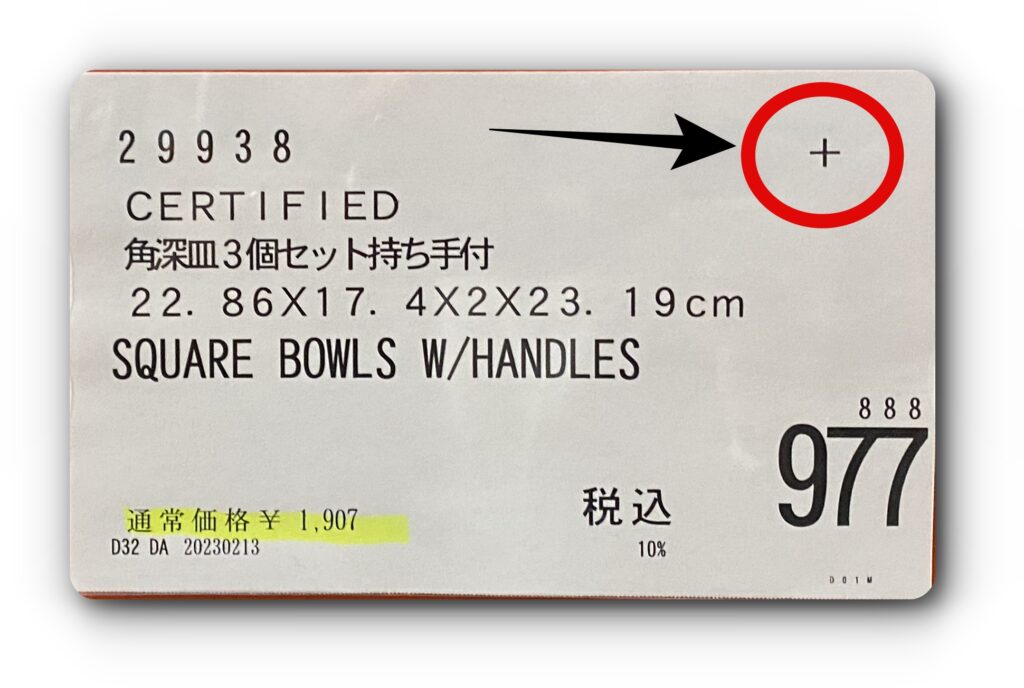 29938
+
CERTIFIED
角深皿3個セット持ち手付
22.86X17.4X2X23.19cm
SQUARE BOWLS W/HANDLES
888
977
税込
10%
通常価格¥ 1,907
D32 DA 20230213
D01M